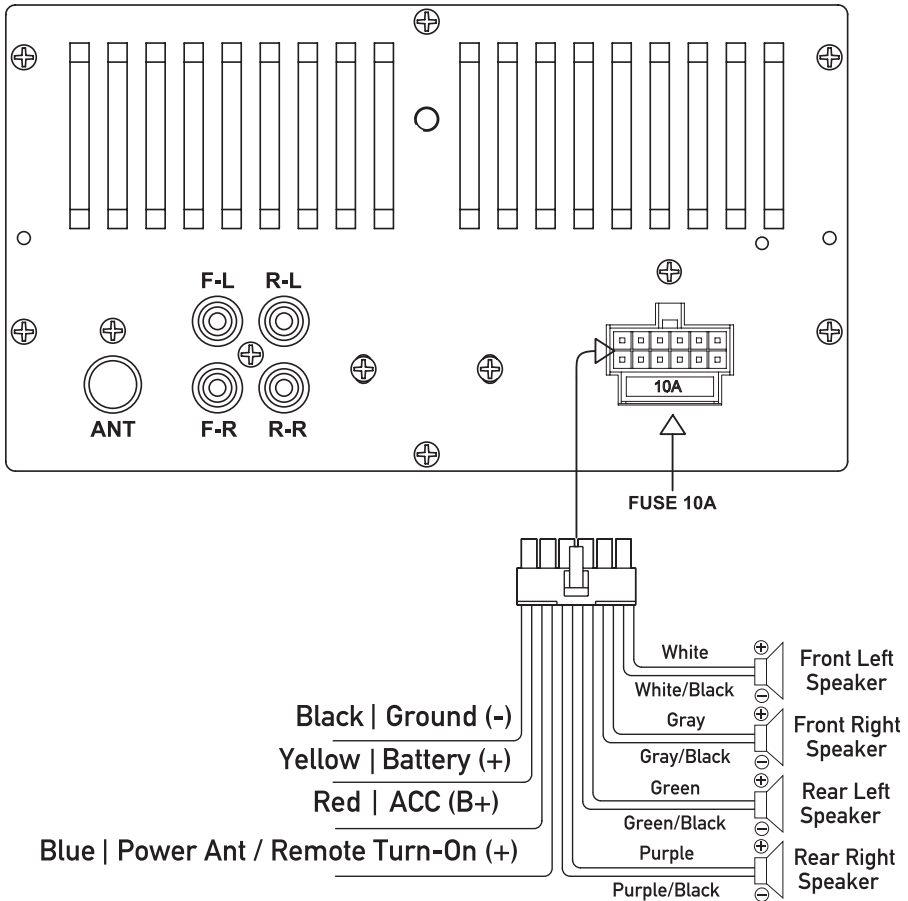 F-L R-L
10A
ANT F-R R-R
FUSE 10A
White
Front Left
Speaker
White/Black
Black | Ground (-)
Gray
Front Right
Speaker
Yellow | Battery (+)
Gray/Black
Green
Rear Left
Speaker
Red | ACC (B+)
Green/Black
Blue | Power Ant / Remote Turn-On (+)
Purple
Rear Right
Speaker
Purple/Black